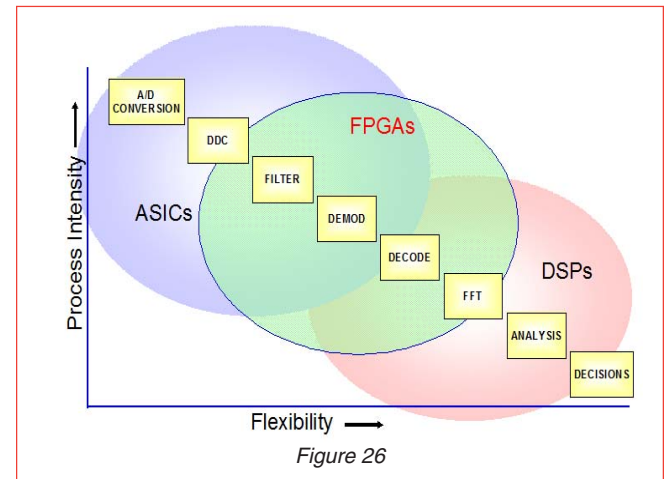 A/D
CONVERSION
DDC
FPGAs
FILTER
ASICs
DEMOD
DECODE
DSPs
FFT
ANALYSIS
DECISIONS
Process Intensity
Flexibility
Figure 26